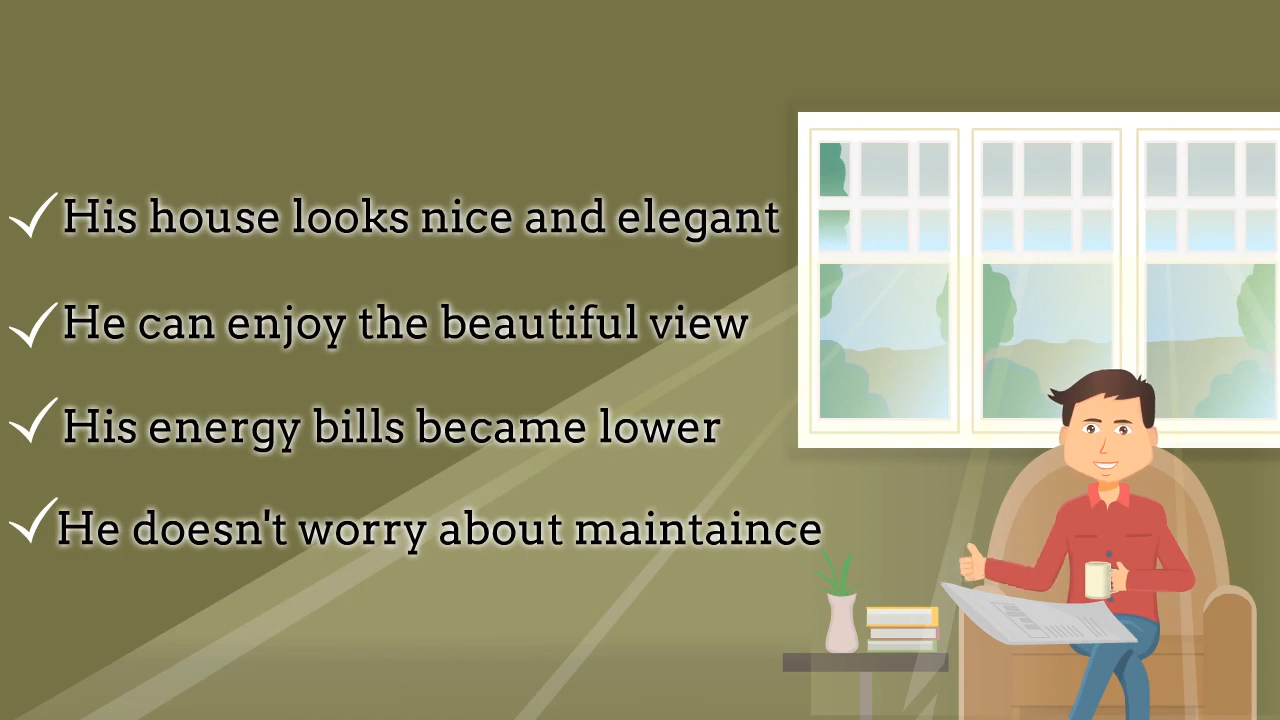 His house looks nice and elegant
He can enjoy the beautiful view
His energy bills became lower
He doesn't worry about maintaince